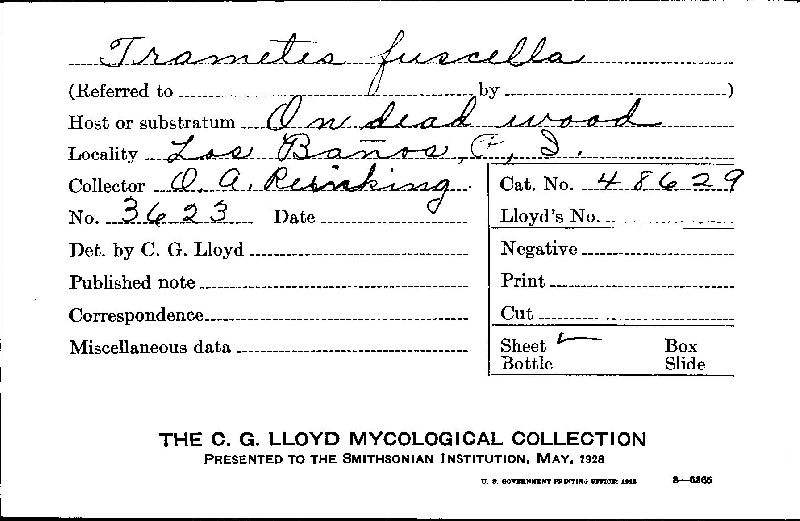 Trametes fuscella
(Referred to by )
Host or substratum On dead wood
Locality Los Baños, P. I.
Collector O. A. Reinking. Cat. No. 48629
No. 3623 Date Lloyd's No.
Det. by C. G. Lloyd Negative
Published note Print
Correspondence Cut
Miscellaneous data Sheet ✓ Box
Bottle Slide
THE C. G. LLOYD MYCOLOGICAL COLLECTION
PRESENTED TO THE SMITHSONIAN INSTITUTION, MAY, 1928
U. S. GOVERNMENT PRINTING OFFICE: 8—6265